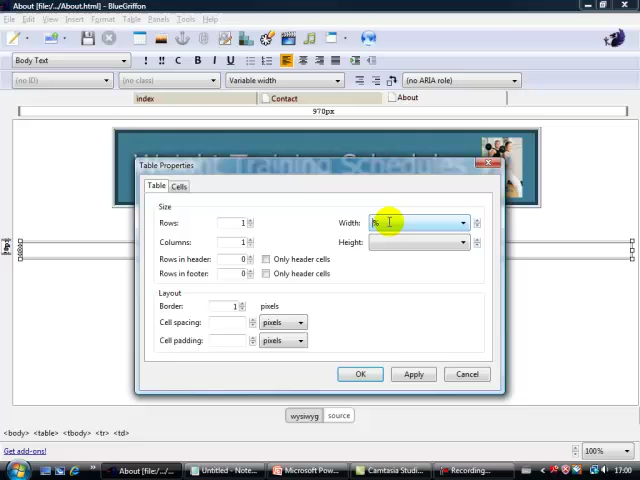 About [file:/.../About.html] - BlueGriffon
File Edit View Insert Format Table Panels Tools Help
Body Text ! !! C B I U Variable width
(no ID) (no class) (no ARIA role)
index Contact About
970px
Weight Training Schedules
Table Properties
Table Cells
Size
Rows: 1 Width: %
Columns: 1 Height:
Rows in header: 0 Only header cells
Rows in footer: 0 Only header cells
Layout
Border: 1 pixels
Cell spacing: pixels
Cell padding: pixels
OK Apply Cancel
wysiwyg source
<body> <table> <tbody> <tr> <td>
Get add-ons! 100%
About [file:/.../Abou... Untitled - Note... Microsoft Pow... Camtasia Studi... Recording... 17:00